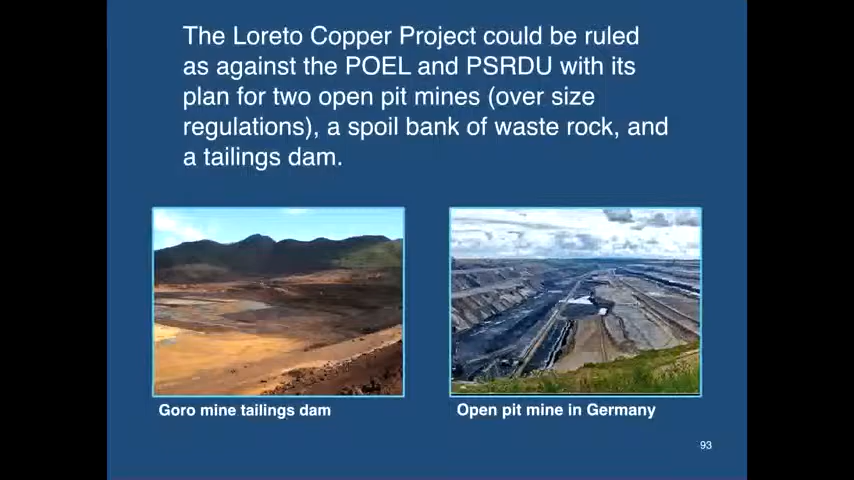 The Loreto Copper Project could be ruled
as against the POEL and PSRDU with its
plan for two open pit mines (over size
regulations), a spoil bank of waste rock, and
a tailings dam.
Goro mine tailings dam
Open pit mine in Germany
93